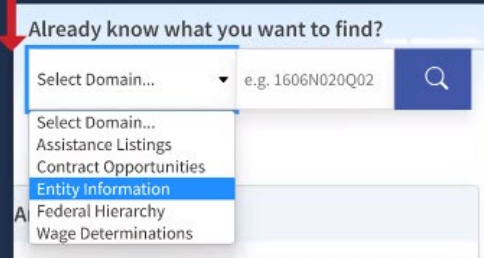 Already know what you want to find?
Select Domain... e.g. 1606N020Q02
Select Domain...
Assistance Listings
Contract Opportunities
Entity Information
Federal Hierarchy
Wage Determinations